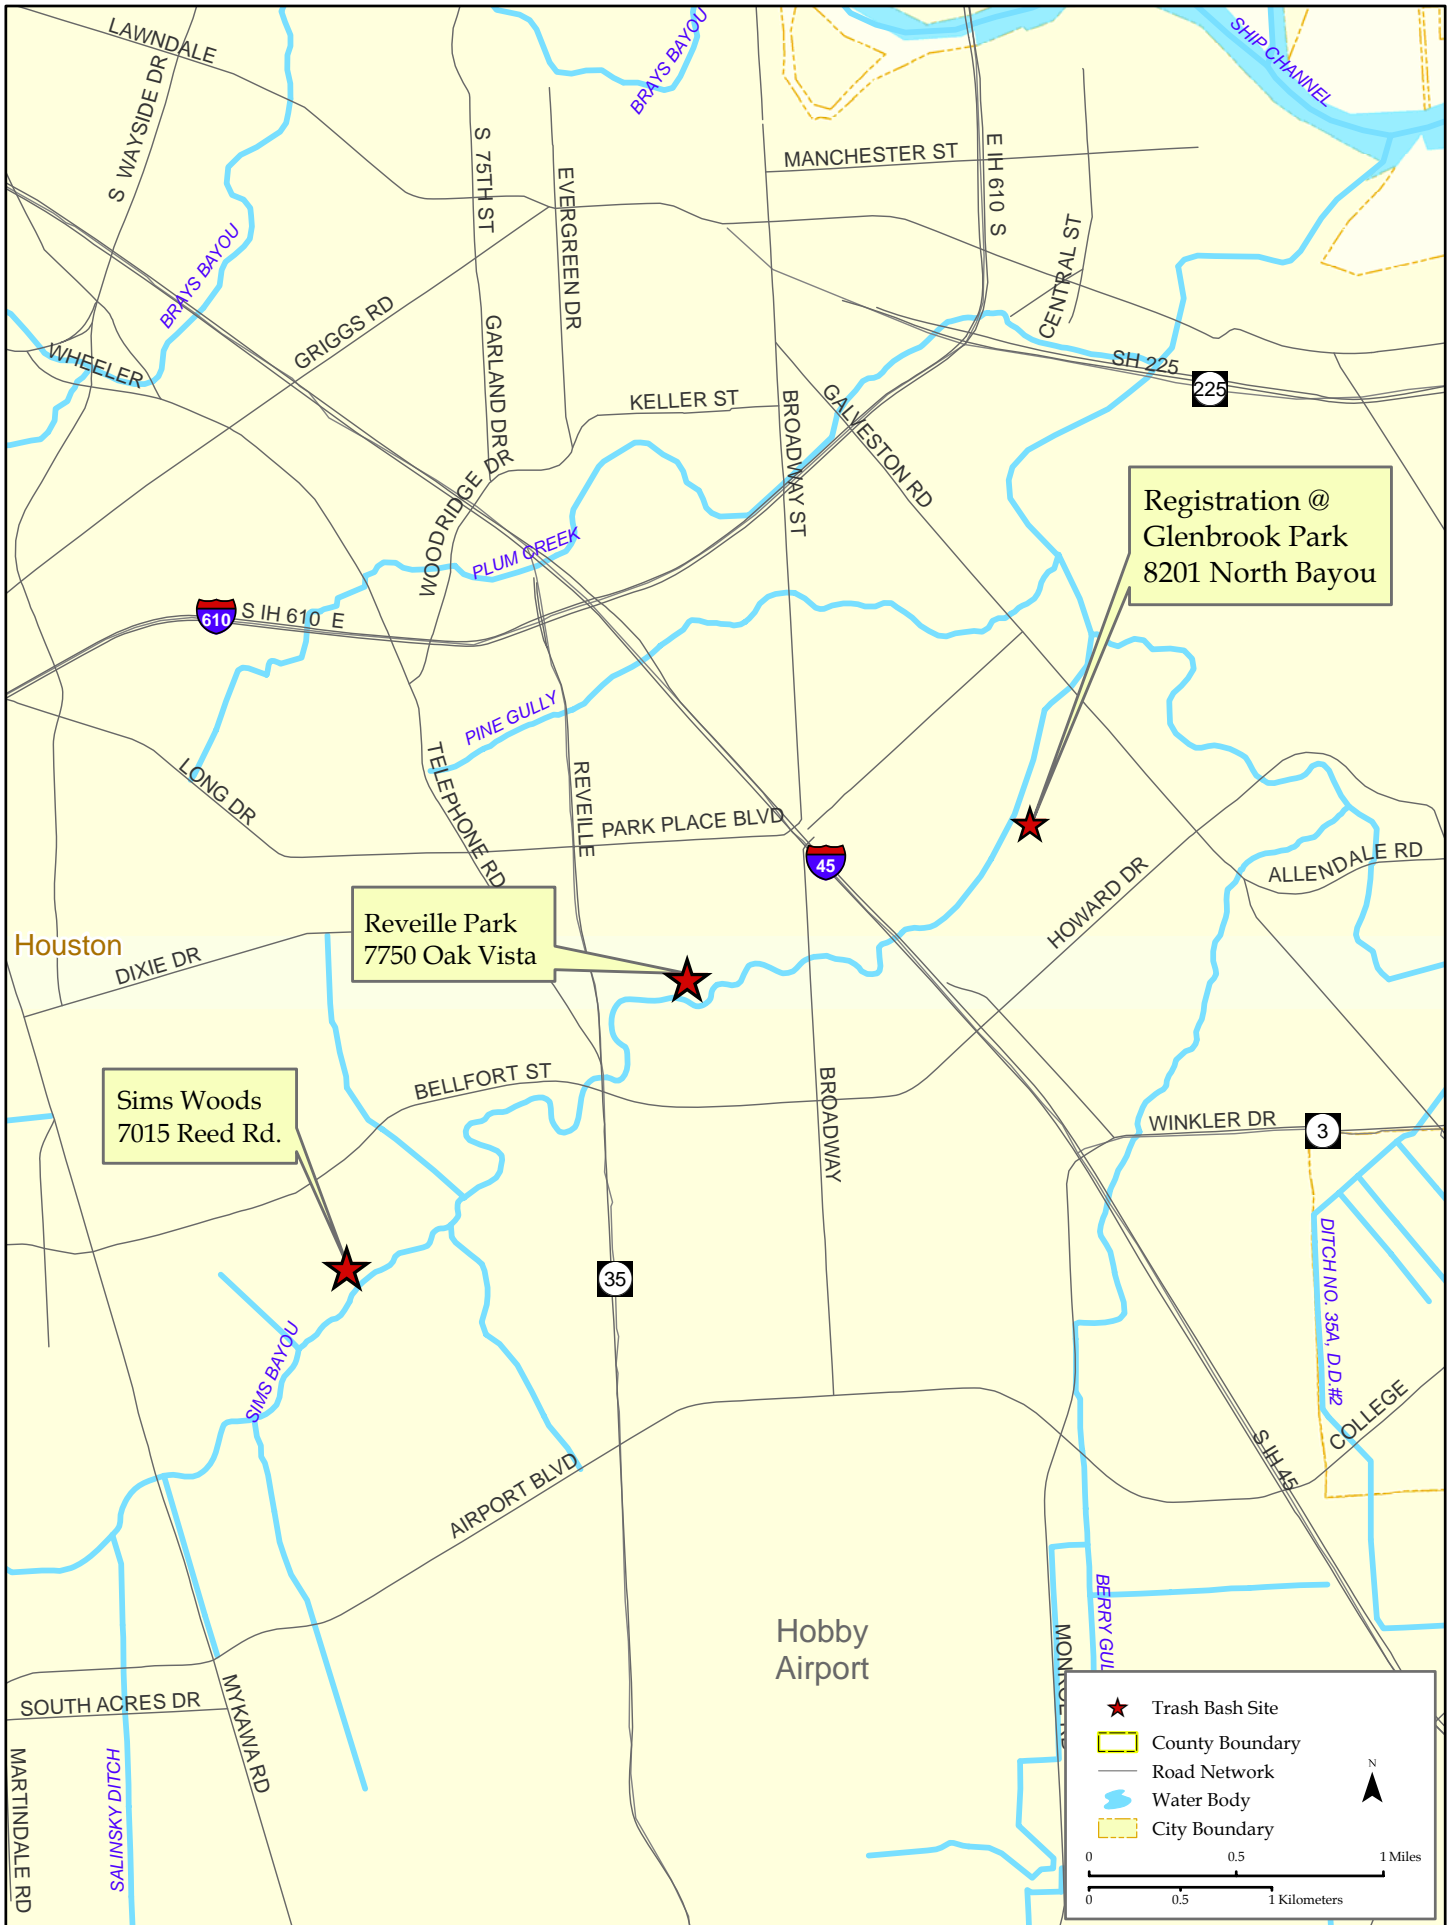 LAWNDALE
S WAYSIDE DR
BRAYS BAYOU
BRAYS BAYOU
SHIP CHANNEL
S 75TH ST
EVERGREEN DR
MANCHESTER ST
E IH 610 S
CENTRAL ST
GRIGGS RD
WHEELER
GARLAND DR
KELLER ST
BROADWAY ST
GALVESTON RD
SH 225
225
WOODRIDGE DR
PLUM CREEK
Registration @
Glenbrook Park
8201 North Bayou
610
S IH 610 E
PINE GULLY
LONG DR
TELEPHONE RD
REVEILLE
PARK PLACE BLVD
45
HOWARD DR
ALLENDALE RD
Reveille Park
7750 Oak Vista
Houston
DIXIE DR
BELLFORT ST
BROADWAY
WINKLER DR
3
Sims Woods
7015 Reed Rd.
35
SIMS BAYOU
DITCH NO. 35A, D.D.#2
COLLEGE
S IH 45
AIRPORT BLVD
Hobby
Airport
BERRY GUL
SOUTH ACRES DR
MYKAWA RD
MARTINDALE RD
SALINSKY DITCH
Trash Bash Site
County Boundary
Road Network
Water Body
City Boundary
N
0 0.5 1 Miles
0 0.5 1 Kilometers